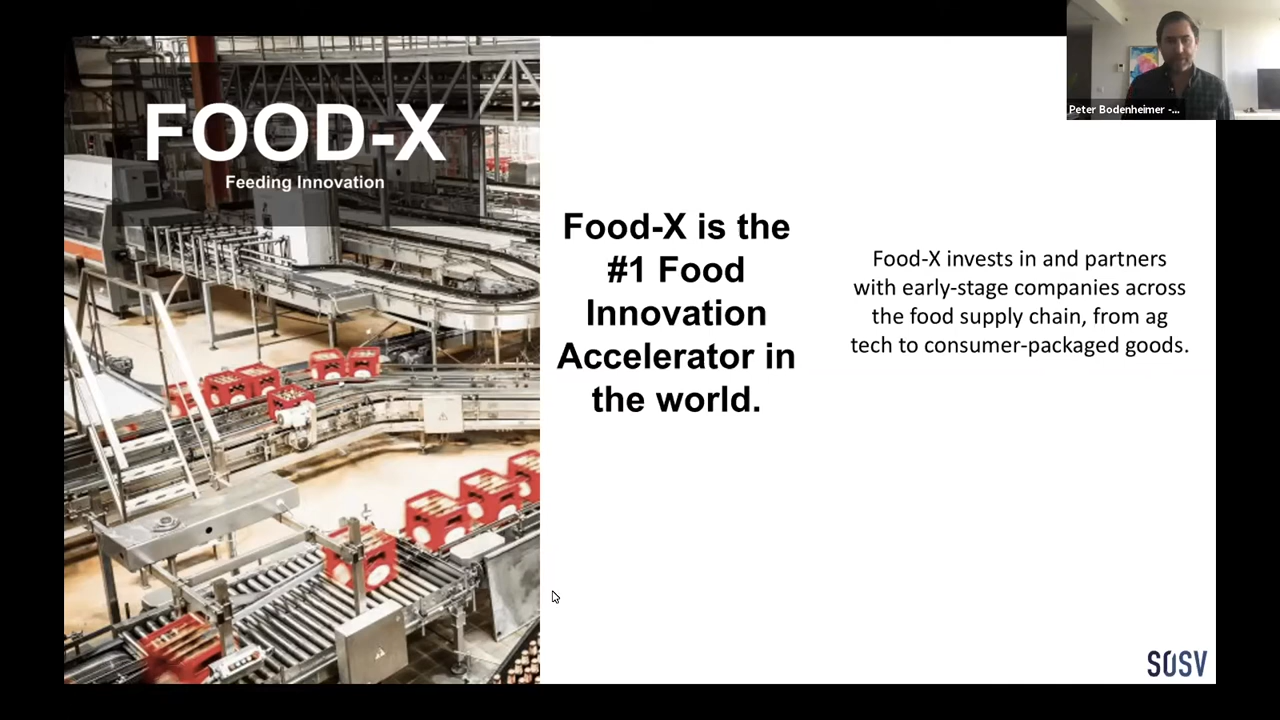 FOOD-X
Feeding Innovation
Food-X is the
#1 Food
Innovation
Accelerator in
the world.
Food-X invests in and partners
with early-stage companies across
the food supply chain, from ag
tech to consumer-packaged goods.
Peter Bodenheimer -...
SOSV